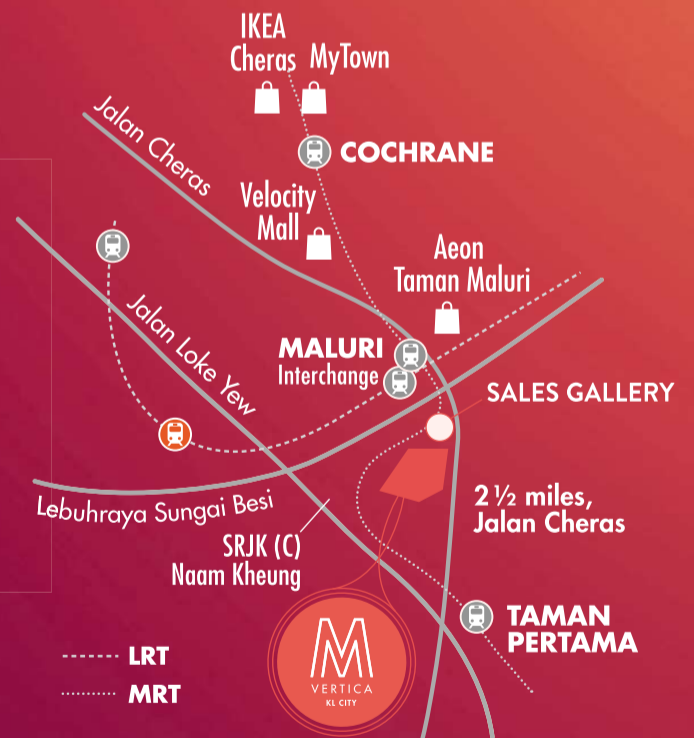 IKEA
Cheras
MyTown
COCHRANE
Jalan Cheras
Velocity
Mall
Aeon
Taman Maluri
Jalan Loke Yew
MALURI
Interchange
SALES GALLERY
Lebuhraya Sungai Besi
2 ½ miles,
Jalan Cheras
SRJK (C)
Naam Kheung
TAMAN
PERTAMA
LRT
MRT
M
VERTICA
KL CITY